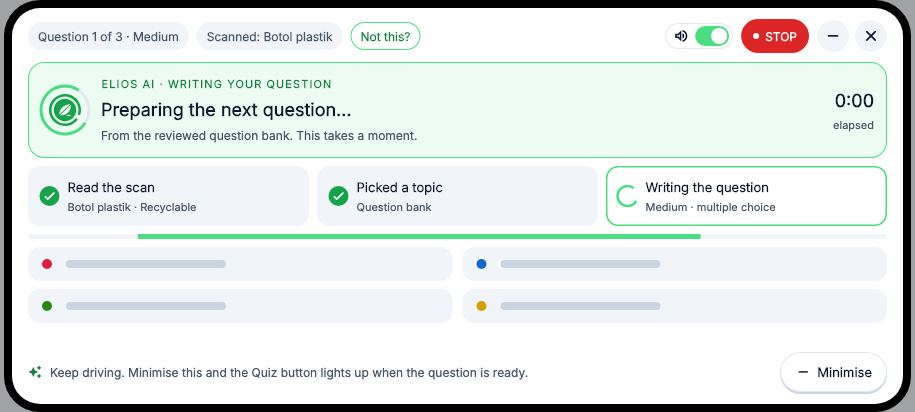 Question 1 of 3 · Medium
Scanned: Botol plastik
Not this?
STOP
ELIOS AI · WRITING YOUR QUESTION
Preparing the next question...
From the reviewed question bank. This takes a moment.
0:00
elapsed
Read the scan
Botol plastik · Recyclable
Picked a topic
Question bank
Writing the question
Medium · multiple choice
Keep driving. Minimise this and the Quiz button lights up when the question is ready.
Minimise